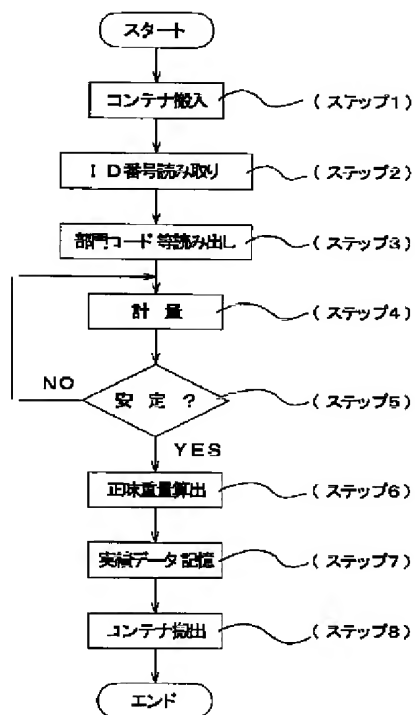 スタート
コンテナ搬入 (ステップ1)
ID番号読み取り (ステップ2)
部門コード等読み出し (ステップ3)
計量 (ステップ4)
安定? (ステップ5)
NO
YES
正味重量算出 (ステップ6)
実績データ記憶 (ステップ7)
コンテナ搬出 (ステップ8)
エンド